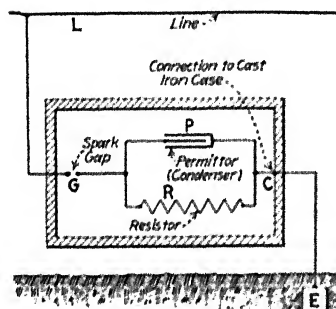 L
Line
Connection to Cast
Iron Case
P
Spark
Gap
Permittor
(Condenser)
G
R
C
Resistor
E